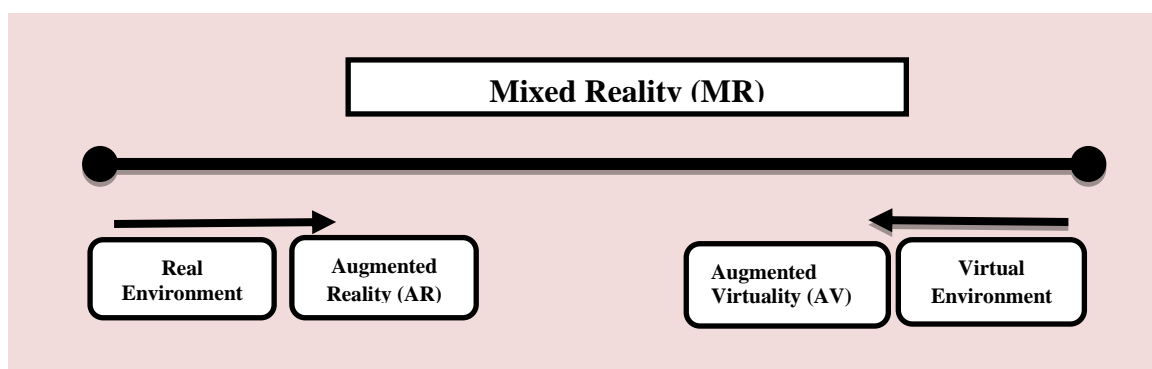 Mixed Reality (MR)
Real
Environment
Augmented
Reality (AR)
Augmented
Virtuality (AV)
Virtual
Environment